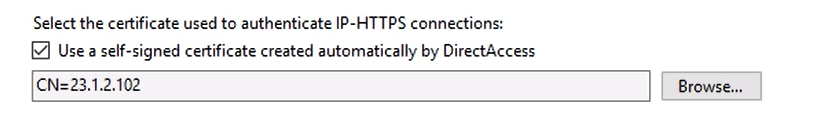 Select the certificate used to authenticate IP-HTTPS connections:
Use a self-signed certificate created automatically by DirectAccess
CN=23.1.2.102 Browse...